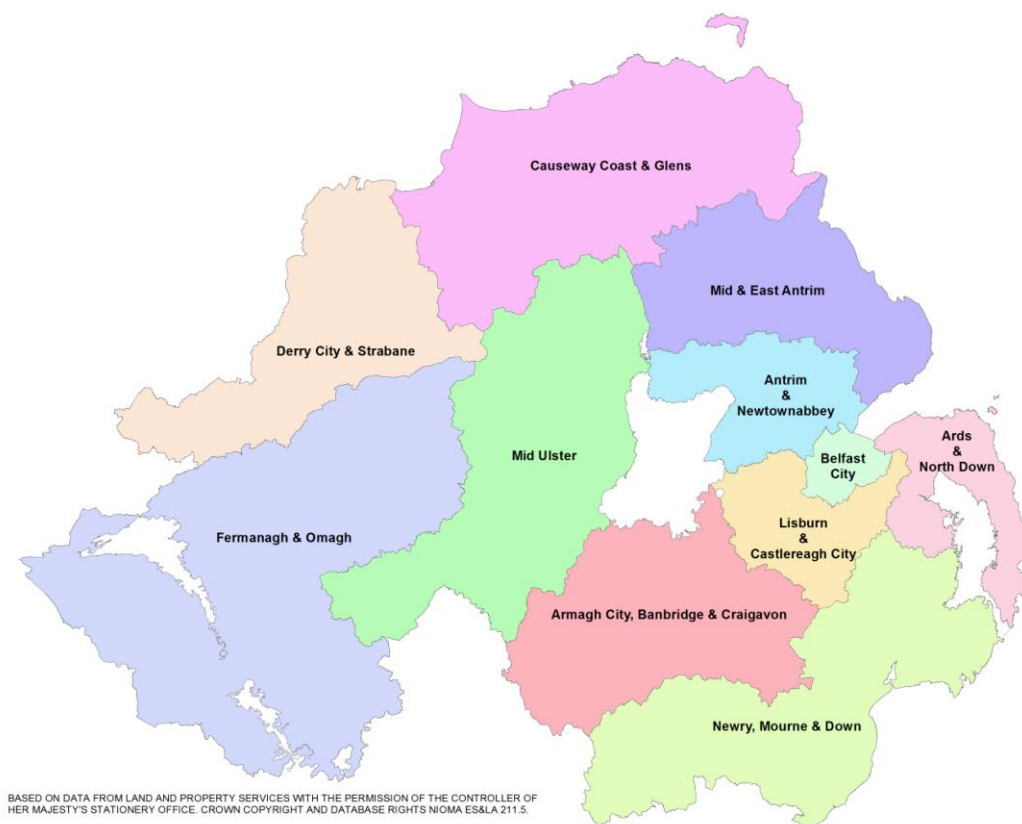 Causeway Coast & Glens
Mid & East Antrim
Derry City & Strabane
Antrim
&
Newtownabbey
Ards
&
North Down
Belfast
City
Mid Ulster
Lisburn
&
Castlereagh City
Fermanagh & Omagh
Armagh City, Banbridge & Craigavon
Newry, Mourne & Down
BASED ON DATA FROM LAND AND PROPERTY SERVICES WITH THE PERMISSION OF THE CONTROLLER OF
HER MAJESTY'S STATIONERY OFFICE. CROWN COPYRIGHT AND DATABASE RIGHTS NIOMA ES&LA 211.5.